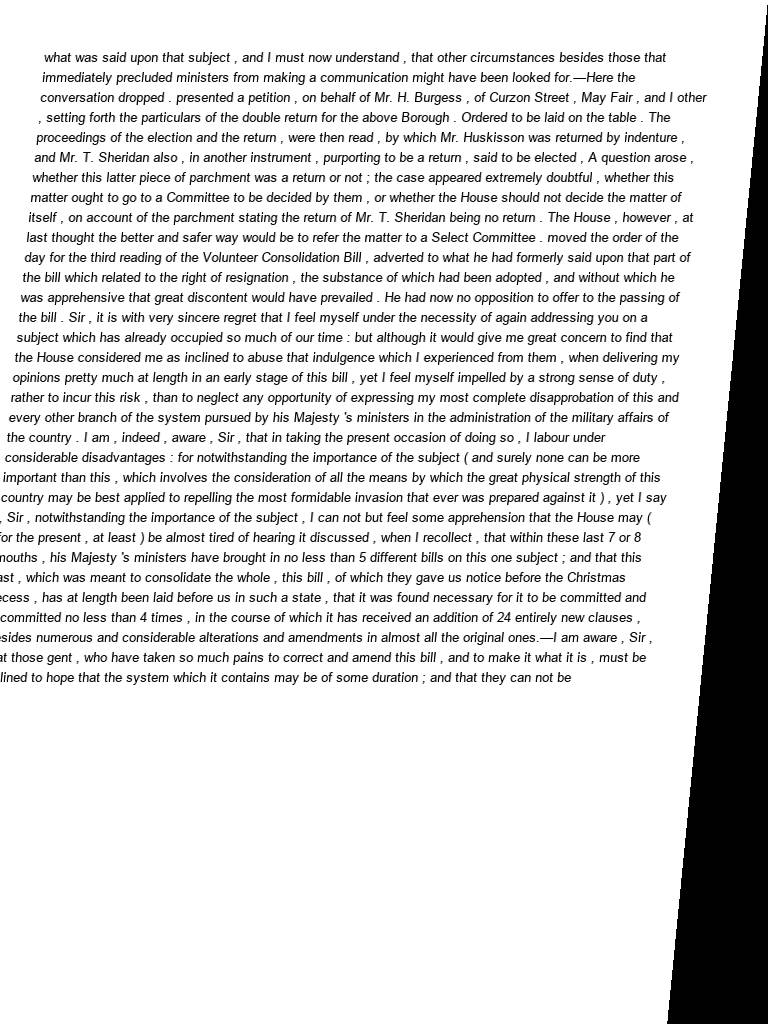 what was said upon that subject , and I must now understand , that other circumstances besides those that
immediately precluded ministers from making a communication might have been looked for.—Here the
conversation dropped . presented a petition , on behalf of Mr. H. Burgess , of Curzon Street , May Fair , and I other
, setting forth the particulars of the double return for the above Borough . Ordered to be laid on the table . The
proceedings of the election and the return , were then read , by which Mr. Huskisson was returned by indenture ,
and Mr. T. Sheridan also , in another instrument , purporting to be a return , said to be elected , A question arose ,
whether this latter piece of parchment was a return or not ; the case appeared extremely doubtful , whether this
matter ought to go to a Committee to be decided by them , or whether the House should not decide the matter of
itself , on account of the parchment stating the return of Mr. T. Sheridan being no return . The House , however , at
last thought the better and safer way would be to refer the matter to a Select Committee . moved the order of the
day for the third reading of the Volunteer Consolidation Bill , adverted to what he had formerly said upon that part of
the bill which related to the right of resignation , the substance of which had been adopted , and without which he
was apprehensive that great discontent would have prevailed . He had now no opposition to offer to the passing of
the bill . Sir , it is with very sincere regret that I feel myself under the necessity of again addressing you on a
subject which has already occupied so much of our time : but although it would give me great concern to find that
the House considered me as inclined to abuse that indulgence which I experienced from them , when delivering my
opinions pretty much at length in an early stage of this bill , yet I feel myself impelled by a strong sense of duty ,
rather to incur this risk , than to neglect any opportunity of expressing my most complete disapprobation of this and
every other branch of the system pursued by his Majesty 's ministers in the administration of the military affairs of
the country . I am , indeed , aware , Sir , that in taking the present occasion of doing so , I labour under
considerable disadvantages : for notwithstanding the importance of the subject ( and surely none can be more
important than this , which involves the consideration of all the means by which the great physical strength of this
country may be best applied to repelling the most formidable invasion that ever was prepared against it ) , yet I say
, Sir , notwithstanding the importance of the subject , I can not but feel some apprehension that the House may (
for the present , at least ) be almost tired of hearing it discussed , when I recollect , that within these last 7 or 8
mouths , his Majesty 's ministers have brought in no less than 5 different bills on this one subject ; and that this
ast , which was meant to consolidate the whole , this bill , of which they gave us notice before the Christmas
ecess , has at length been laid before us in such a state , that it was found necessary for it to be committed and
committed no less than 4 times , in the course of which it has received an addition of 24 entirely new clauses ,
esides numerous and considerable alterations and amendments in almost all the original ones.—I am aware , Sir ,
at those gent , who have taken so much pains to correct and amend this bill , and to make it what it is , must be
lined to hope that the system which it contains may be of some duration ; and that they can not be